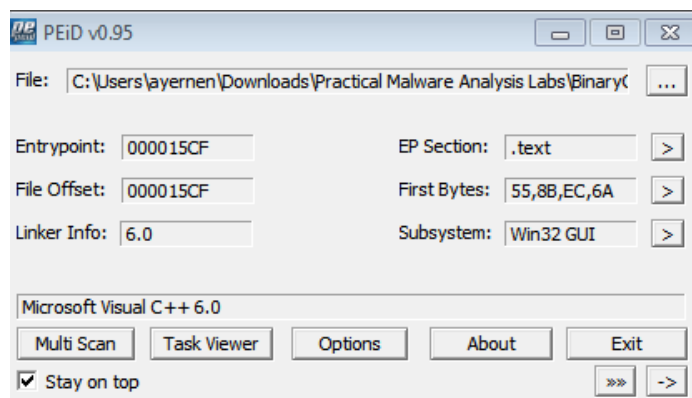 PEiD v0.95
File: C:\Users\ayernen\Downloads\Practical Malware Analysis Labs\Binary( ...
Entrypoint: 000015CF EP Section: .text >
File Offset: 000015CF First Bytes: 55,8B,EC,6A >
Linker Info: 6.0 Subsystem: Win32 GUI >
Microsoft Visual C++ 6.0
Multi Scan Task Viewer Options About Exit
Stay on top »» ->